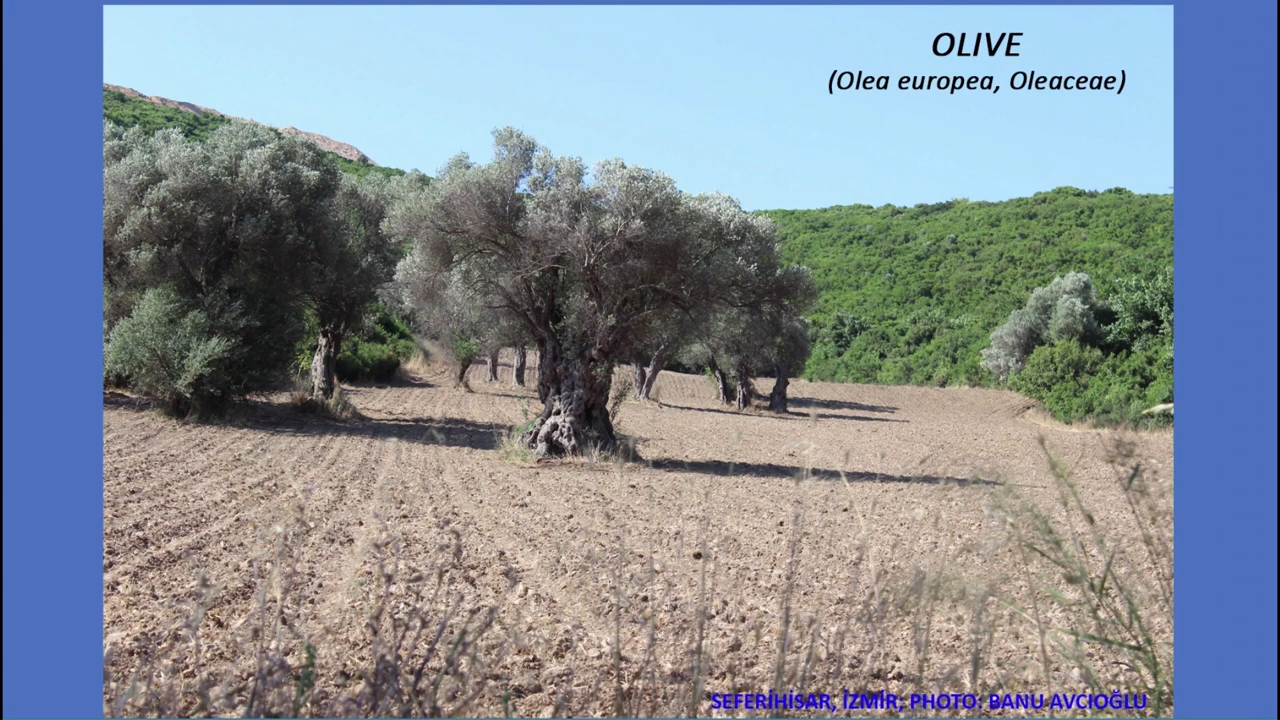 OLIVE
(Olea europea, Oleaceae)
SEFERİHİSAR, İZMİR, PHOTO: BANU AVCIOĞLU